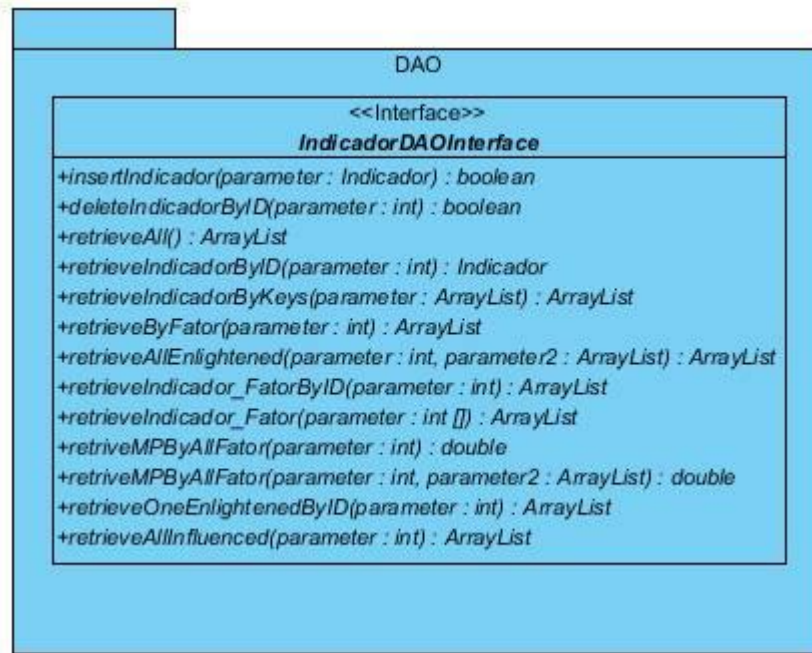 DAO
<<Interface>>
IndicadorDAOInterface
+insertIndicador(parameter : Indicador) : boolean
+deleteIndicadorByID(parameter : int) : boolean
+retrieveAll() : ArrayList
+retrieveIndicadorByID(parameter : int) : Indicador
+retrieveIndicadorByKeys(parameter : ArrayList) : ArrayList
+retrieveByFator(parameter : int) : ArrayList
+retrieveAllEnlightened(parameter : int, parameter2 : ArrayList) : ArrayList
+retrieveIndicador_FatorByID(parameter : int) : ArrayList
+retrieveIndicador_Fator(parameter : int []) : ArrayList
+retriveMPByAllFator(parameter : int) : double
+retriveMPByAllFator(parameter : int, parameter2 : ArrayList) : double
+retrieveOneEnlightenedByID(parameter : int) : ArrayList
+retrieveAllInfluenced(parameter : int) : ArrayList